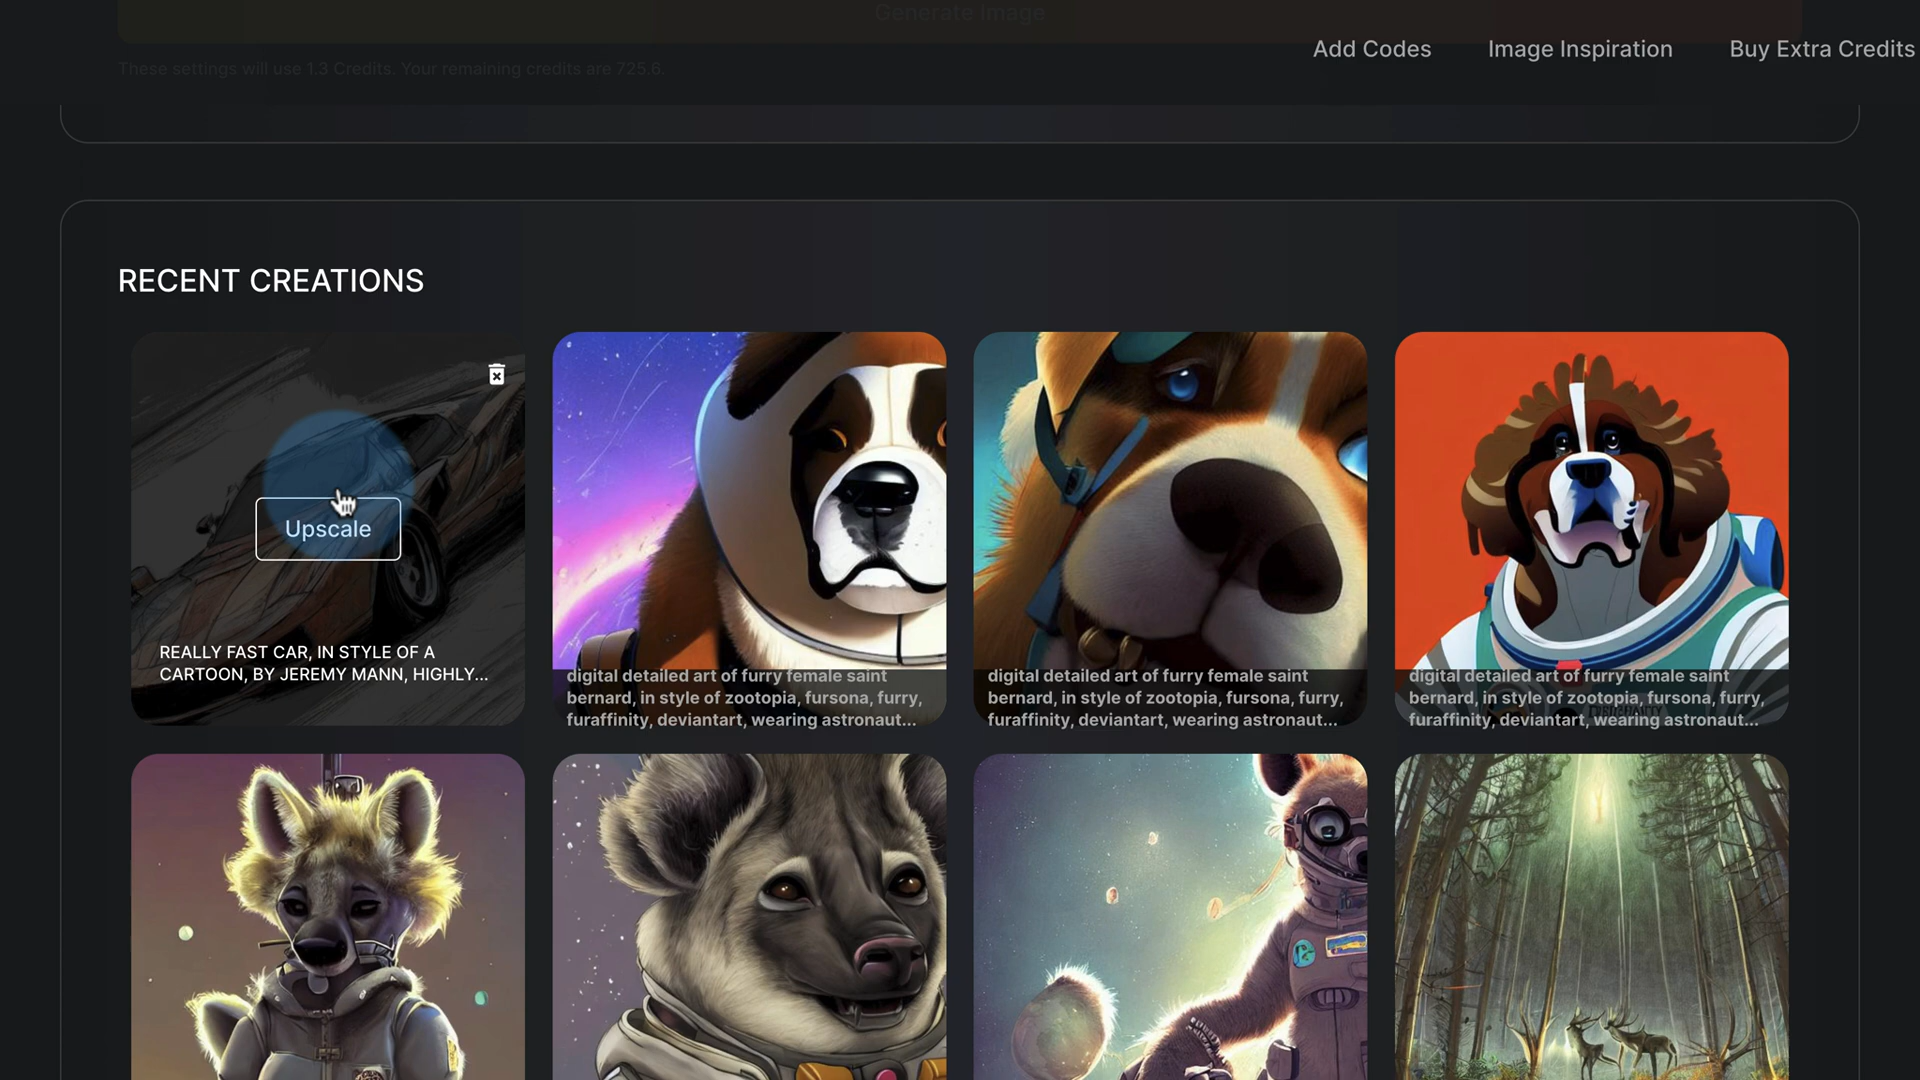 Generate Image
Add Codes
Image Inspiration
Buy Extra Credits
These settings will use 1.3 Credits. Your remaining credits are 725.6.
RECENT CREATIONS
Upscale
REALLY FAST CAR, IN STYLE OF A
CARTOON, BY JEREMY MANN, HIGHLY...
digital detailed art of furry female saint
bernard, in style of zootopia, fursona, furry,
furaffinity, deviantart, wearing astronaut...
digital detailed art of furry female saint
bernard, in style of zootopia, fursona, furry,
furaffinity, deviantart, wearing astronaut...
digital detailed art of furry female saint
bernard, in style of zootopia, fursona, furry,
furaffinity, deviantart, wearing astronaut...